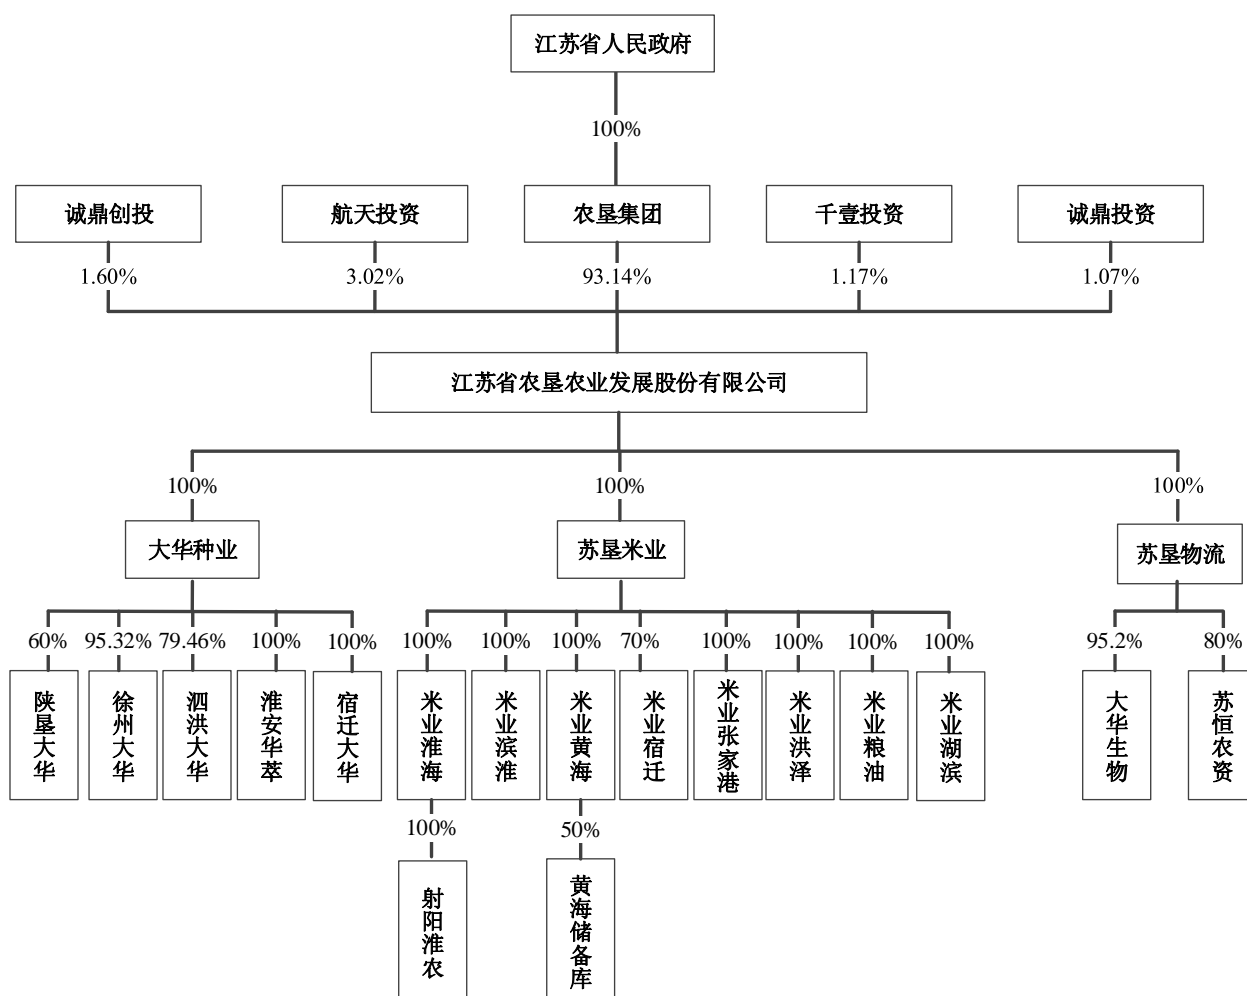 江苏省人民政府
100%
诚鼎创投
航天投资
农垦集团
千壹投资
诚鼎投资
1.60%
3.02%
93.14%
1.17%
1.07%
江苏省农垦农业发展股份有限公司
100%
100%
100%
大华种业
苏垦米业
苏垦物流
60%
95.32%
79.46%
100%
100%
100%
100%
100%
70%
100%
100%
100%
100%
95.2%
80%
陕垦大华
徐州大华
泗洪大华
淮安华萃
宿迁大华
米业淮海
米业滨淮
米业黄海
米业宿迁
米业张家港
米业洪泽
米业粮油
米业湖滨
大华生物
苏恒农资
100%
50%
射阳淮农
黄海储备库